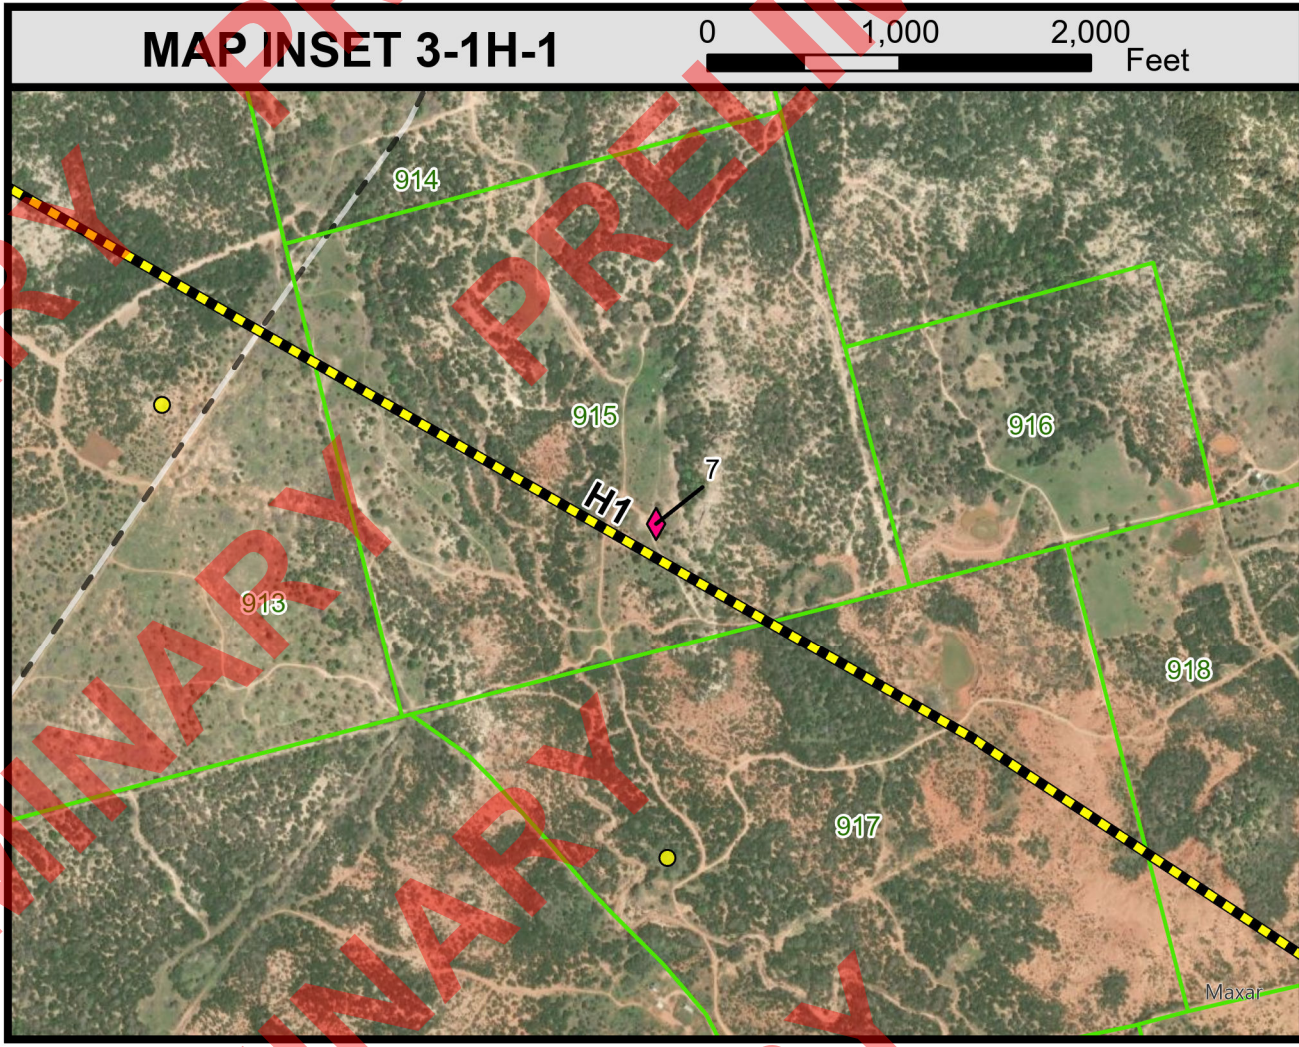 MAP INSET 3-1H-1
0 1,000 2,000
Feet
PRELIMINARY
914
915
916
7
H1
913
918
917
PRELIMINARY
Maxar